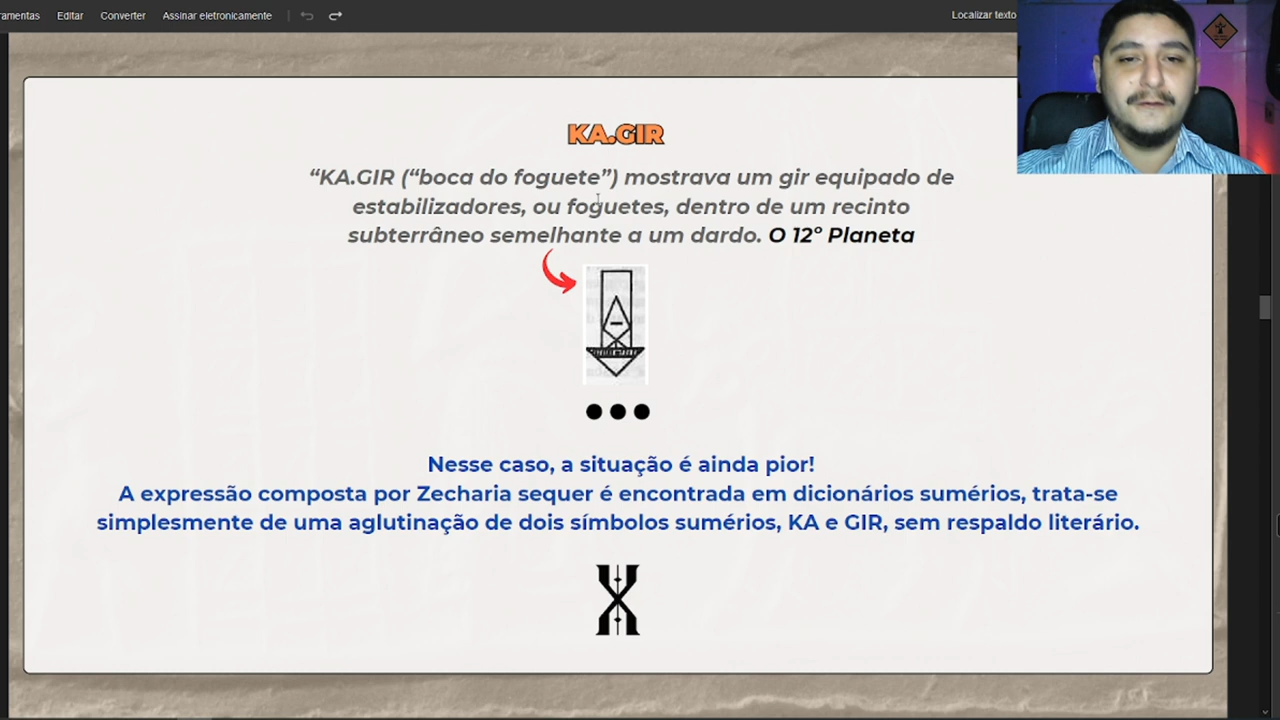 Editar Converter Assinar eletronicamente Localizar texto
KA.GIR
“KA.GIR (“boca do foguete”) mostrava um gir equipado de
estabilizadores, ou foguetes, dentro de um recinto
subterrâneo semelhante a um dardo. O 12º Planeta
Nesse caso, a situação é ainda pior!
A expressão composta por Zecharia sequer é encontrada em dicionários sumérios, trata-se
simplesmente de uma aglutinação de dois símbolos sumérios, KA e GIR, sem respaldo literário.